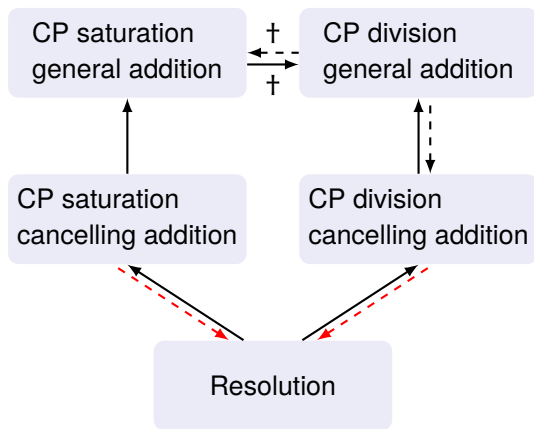 CP saturation
general addition
†
†
CP division
general addition
CP saturation
cancelling addition
CP division
cancelling addition
Resolution